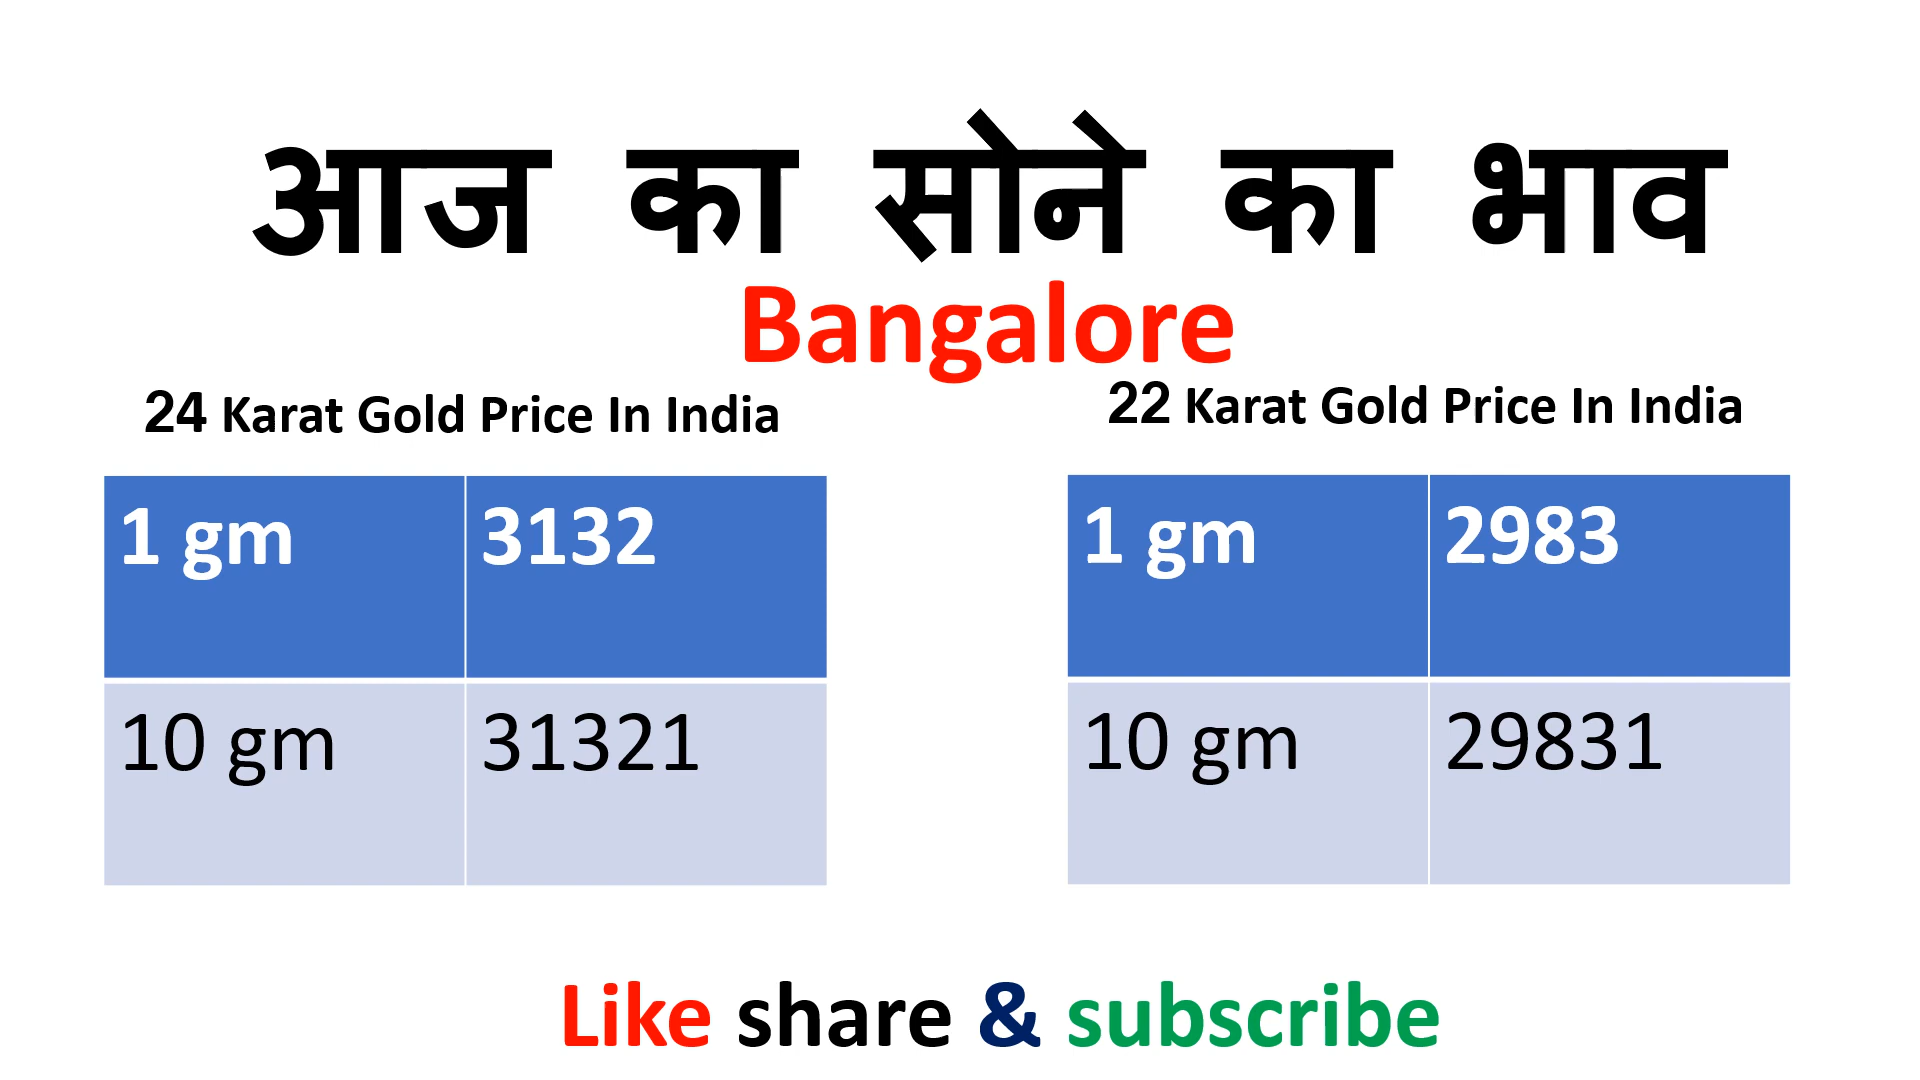 आज का सोने का भाव
Bangalore
24 Karat Gold Price In India
1 gm 3132
10 gm 31321
22 Karat Gold Price In India
1 gm 2983
10 gm 29831
Like share & subscribe